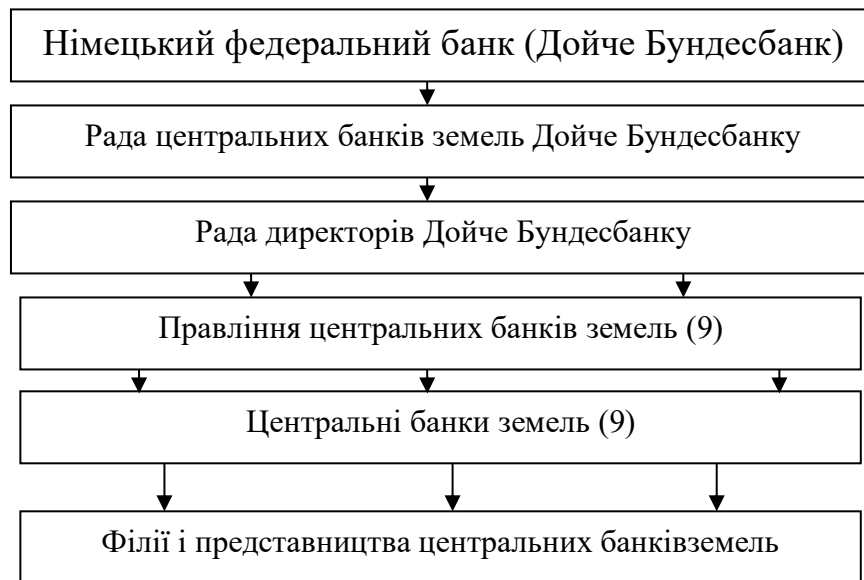 Німецький федеральний банк (Дойче Бундесбанк)
Рада центральних банків земель Дойче Бундесбанку
Рада директорів Дойче Бундесбанку
Правління центральних банків земель (9)
Центральні банки земель (9)
Філії і представництва центральних банківземель